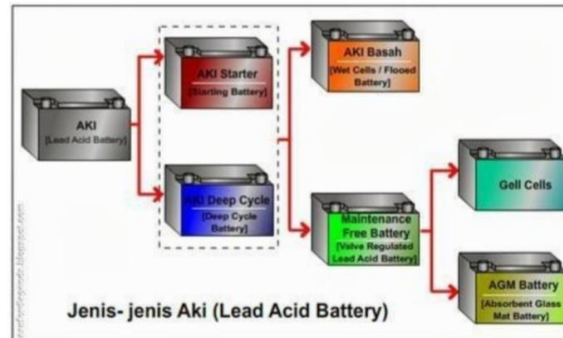 AKI
[Lead Acid Battery]
AKI Starter
[Starting Battery]
AKI Deep Cycle
[Deep Cycle
Battery]
AKI Basah
[Wet Cells / Flooed
Battery]
Maintenance
Free Battery
[Valve Regulated
Lead Acid Battery]
Gell Cells
AGM Battery
[Absorbent Glass
Mat Battery]
Jenis- jenis Aki (Lead Acid Battery)